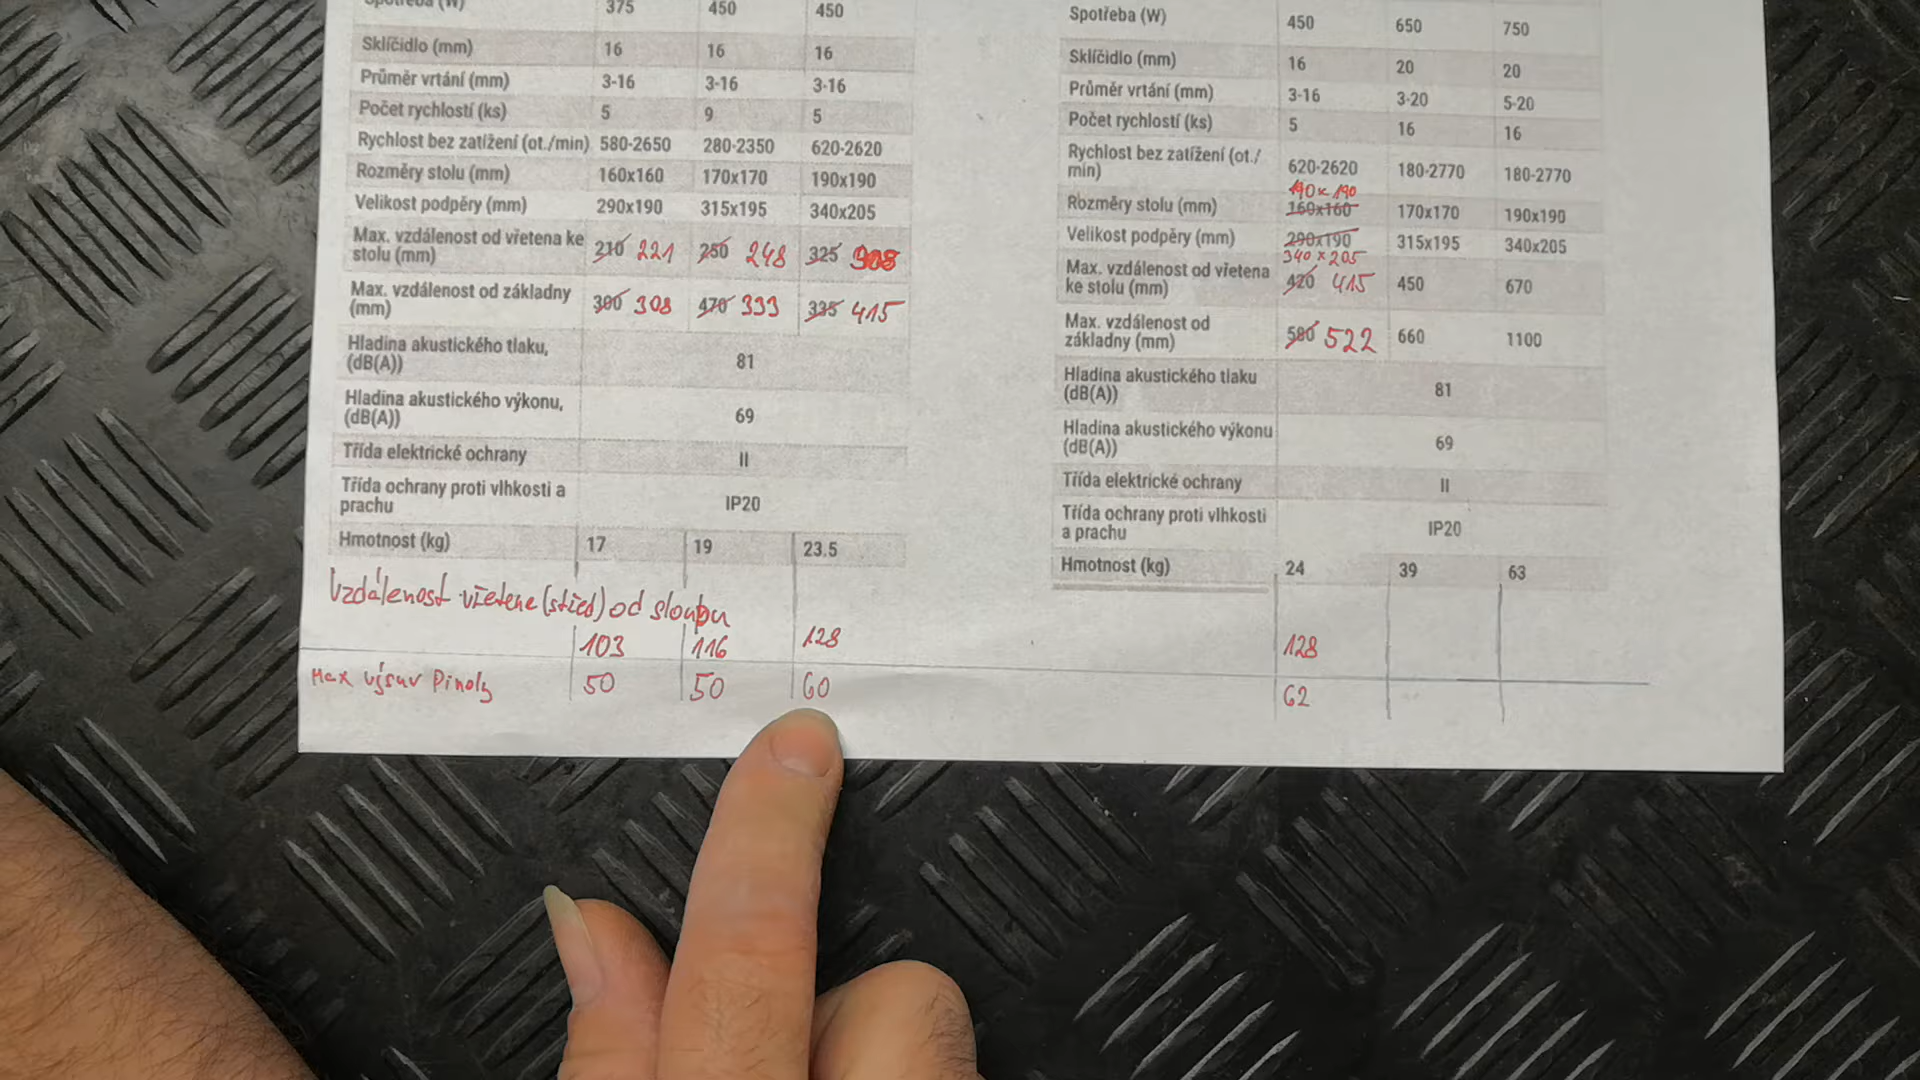 Spotřeba (W) 375 450 450
Sklíčidlo (mm) 16 16 16
Průměr vrtání (mm) 3-16 3-16 3-16
Počet rychlostí (ks) 5 9 5
Rychlost bez zatížení (ot./min) 580-2650 280-2350 620-2620
Rozměry stolu (mm) 160x160 170x170 190x190
Velikost podpěry (mm) 290x190 315x195 340x205
Max. vzdálenost od vřetena ke
stolu (mm) 210 221 250 248 325
Max. vzdálenost od základny
(mm) 300 308 470 333 335 415
Hladina akustického tlaku,
(dB(A)) 81
Hladina akustického výkonu,
(dB(A)) 69
Třída elektrické ochrany II
Třída ochrany proti vlhkosti a
prachu IP20
Hmotnost (kg) 17 19 23.5
Vzdálenost vřetene (střed) od sloupu
103 116 128
Max výsuv Pinoly 50 50 60
Spotřeba (W) 450 650 750
Sklíčidlo (mm) 16 20 20
Průměr vrtání (mm) 3-16 3-20 5-20
Počet rychlostí (ks) 5 16 16
Rychlost bez zatížení (ot./
min) 620-2620 180-2770 180-2770
190x190
Rozměry stolu (mm) 160x160 170x170 190x190
Velikost podpěry (mm) 290x190 315x195 340x205
340x205
Max. vzdálenost od vřetena
ke stolu (mm) 420 415 450 670
Max. vzdálenost od
základny (mm) 580 522 660 1100
Hladina akustického tlaku
(dB(A)) 81
Hladina akustického výkonu
(dB(A)) 69
Třída elektrické ochrany II
Třída ochrany proti vlhkosti
a prachu IP20
Hmotnost (kg) 24 39 63
128
62